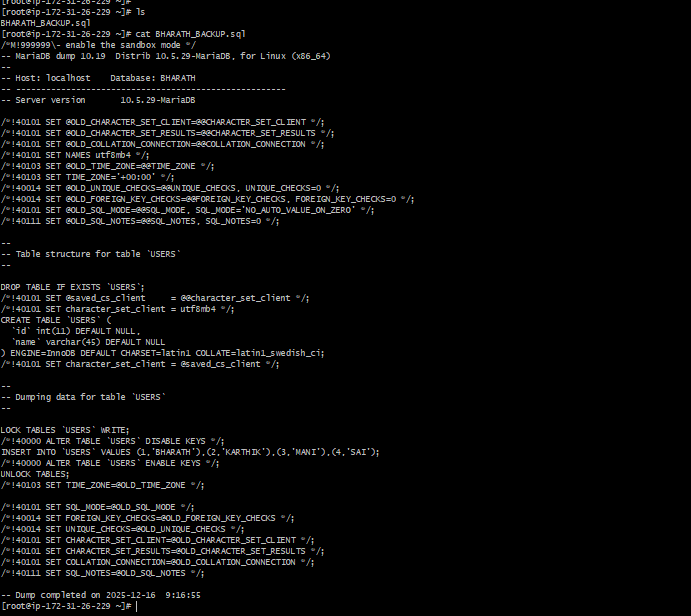 [root@ip-172-31-26-229 ~]#
[root@ip-172-31-26-229 ~]# ls
BHARATH_BACKUP.sql
[root@ip-172-31-26-229 ~]# cat BHARATH_BACKUP.sql
/*M!999999\- enable the sandbox mode */
-- MariaDB dump 10.19  Distrib 10.5.29-MariaDB, for Linux (x86_64)
--
-- Host: localhost    Database: BHARATH
-- ------------------------------------------------------
-- Server version       10.5.29-MariaDB

/*!40101 SET @OLD_CHARACTER_SET_CLIENT=@@CHARACTER_SET_CLIENT */;
/*!40101 SET @OLD_CHARACTER_SET_RESULTS=@@CHARACTER_SET_RESULTS */;
/*!40101 SET @OLD_COLLATION_CONNECTION=@@COLLATION_CONNECTION */;
/*!40101 SET NAMES utf8mb4 */;
/*!40103 SET @OLD_TIME_ZONE=@@TIME_ZONE */;
/*!40103 SET TIME_ZONE='+00:00' */;
/*!40014 SET @OLD_UNIQUE_CHECKS=@@UNIQUE_CHECKS, UNIQUE_CHECKS=0 */;
/*!40014 SET @OLD_FOREIGN_KEY_CHECKS=@@FOREIGN_KEY_CHECKS, FOREIGN_KEY_CHECKS=0 */;
/*!40101 SET @OLD_SQL_MODE=@@SQL_MODE, SQL_MODE='NO_AUTO_VALUE_ON_ZERO' */;
/*!40111 SET @OLD_SQL_NOTES=@@SQL_NOTES, SQL_NOTES=0 */;

--
-- Table structure for table `USERS`
--

DROP TABLE IF EXISTS `USERS`;
/*!40101 SET @saved_cs_client     = @@character_set_client */;
/*!40101 SET character_set_client = utf8mb4 */;
CREATE TABLE `USERS` (
  `id` int(11) DEFAULT NULL,
  `name` varchar(45) DEFAULT NULL
) ENGINE=InnoDB DEFAULT CHARSET=latin1 COLLATE=latin1_swedish_ci;
/*!40101 SET character_set_client = @saved_cs_client */;

--
-- Dumping data for table `USERS`
--

LOCK TABLES `USERS` WRITE;
/*!40000 ALTER TABLE `USERS` DISABLE KEYS */;
INSERT INTO `USERS` VALUES (1,'BHARATH'),(2,'KARTHIK'),(3,'MANI'),(4,'SAI');
/*!40000 ALTER TABLE `USERS` ENABLE KEYS */;
UNLOCK TABLES;
/*!40103 SET TIME_ZONE=@OLD_TIME_ZONE */;

/*!40101 SET SQL_MODE=@OLD_SQL_MODE */;
/*!40014 SET FOREIGN_KEY_CHECKS=@OLD_FOREIGN_KEY_CHECKS */;
/*!40014 SET UNIQUE_CHECKS=@OLD_UNIQUE_CHECKS */;
/*!40101 SET CHARACTER_SET_CLIENT=@OLD_CHARACTER_SET_CLIENT */;
/*!40101 SET CHARACTER_SET_RESULTS=@OLD_CHARACTER_SET_RESULTS */;
/*!40101 SET COLLATION_CONNECTION=@OLD_COLLATION_CONNECTION */;
/*!40111 SET SQL_NOTES=@OLD_SQL_NOTES */;

-- Dump completed on 2025-12-16  9:16:55
[root@ip-172-31-26-229 ~]#